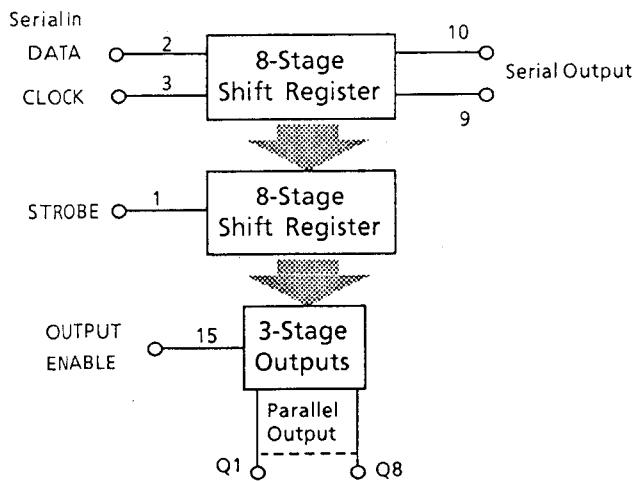 Serial in
DATA
2
CLOCK
3
8-Stage
Shift Register
10
9
Serial Output
STROBE
1
8-Stage
Shift Register
OUTPUT
ENABLE
15
3-Stage
Outputs
Parallel
Output
Q1
Q8